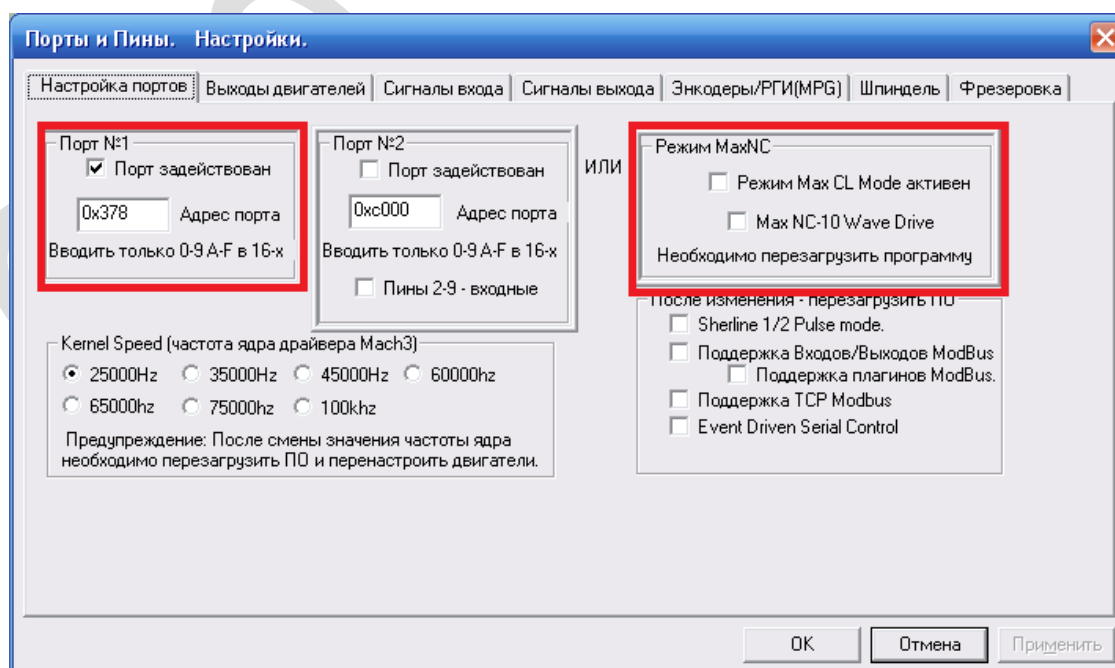 Порты и Пины. Настройки.
Настройка портов Выходы двигателей Сигналы входа Сигналы выхода Энкодеры/РГИ(MPG) Шпиндель Фрезеровка
Порт №1
Порт задействован
0x378 Адрес порта
Вводить только 0-9 A-F в 16-х
Порт №2
Порт задействован
0xc000 Адрес порта
Вводить только 0-9 A-F в 16-х
Пины 2-9 - входные
ИЛИ
Режим MaxNC
Режим Max CL Mode активен
Max NC-10 Wave Drive
Необходимо перезагрузить программу
Kernel Speed (частота ядра драйвера Mach3)
25000Hz 35000Hz 45000Hz 60000hz
65000hz 75000hz 100khz
Предупреждение: После смены значения частоты ядра
необходимо перезагрузить ПО и перенастроить двигатели.
После изменения - перезагрузить ПО
Sherline 1/2 Pulse mode.
Поддержка Входов/Выходов ModBus
Поддержка плагинов ModBus.
Поддержка TCP Modbus
Event Driven Serial Control
OK Отмена Применить